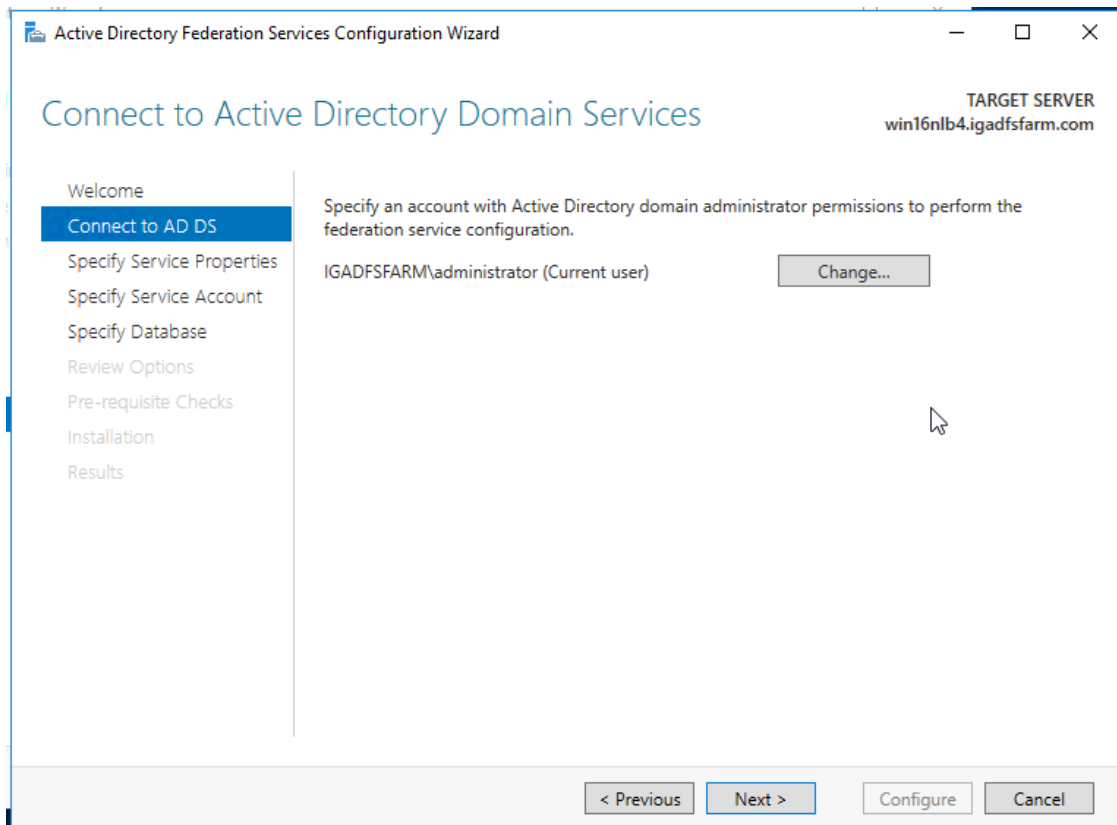 Active Directory Federation Services Configuration Wizard
Connect to Active Directory Domain Services
TARGET SERVER
win16nlb4.igadfsfarm.com
Welcome
Connect to AD DS
Specify Service Properties
Specify Service Account
Specify Database
Review Options
Pre-requisite Checks
Installation
Results
Specify an account with Active Directory domain administrator permissions to perform the
federation service configuration.
IGADFSFARM\administrator (Current user)
Change...
< Previous
Next >
Configure
Cancel